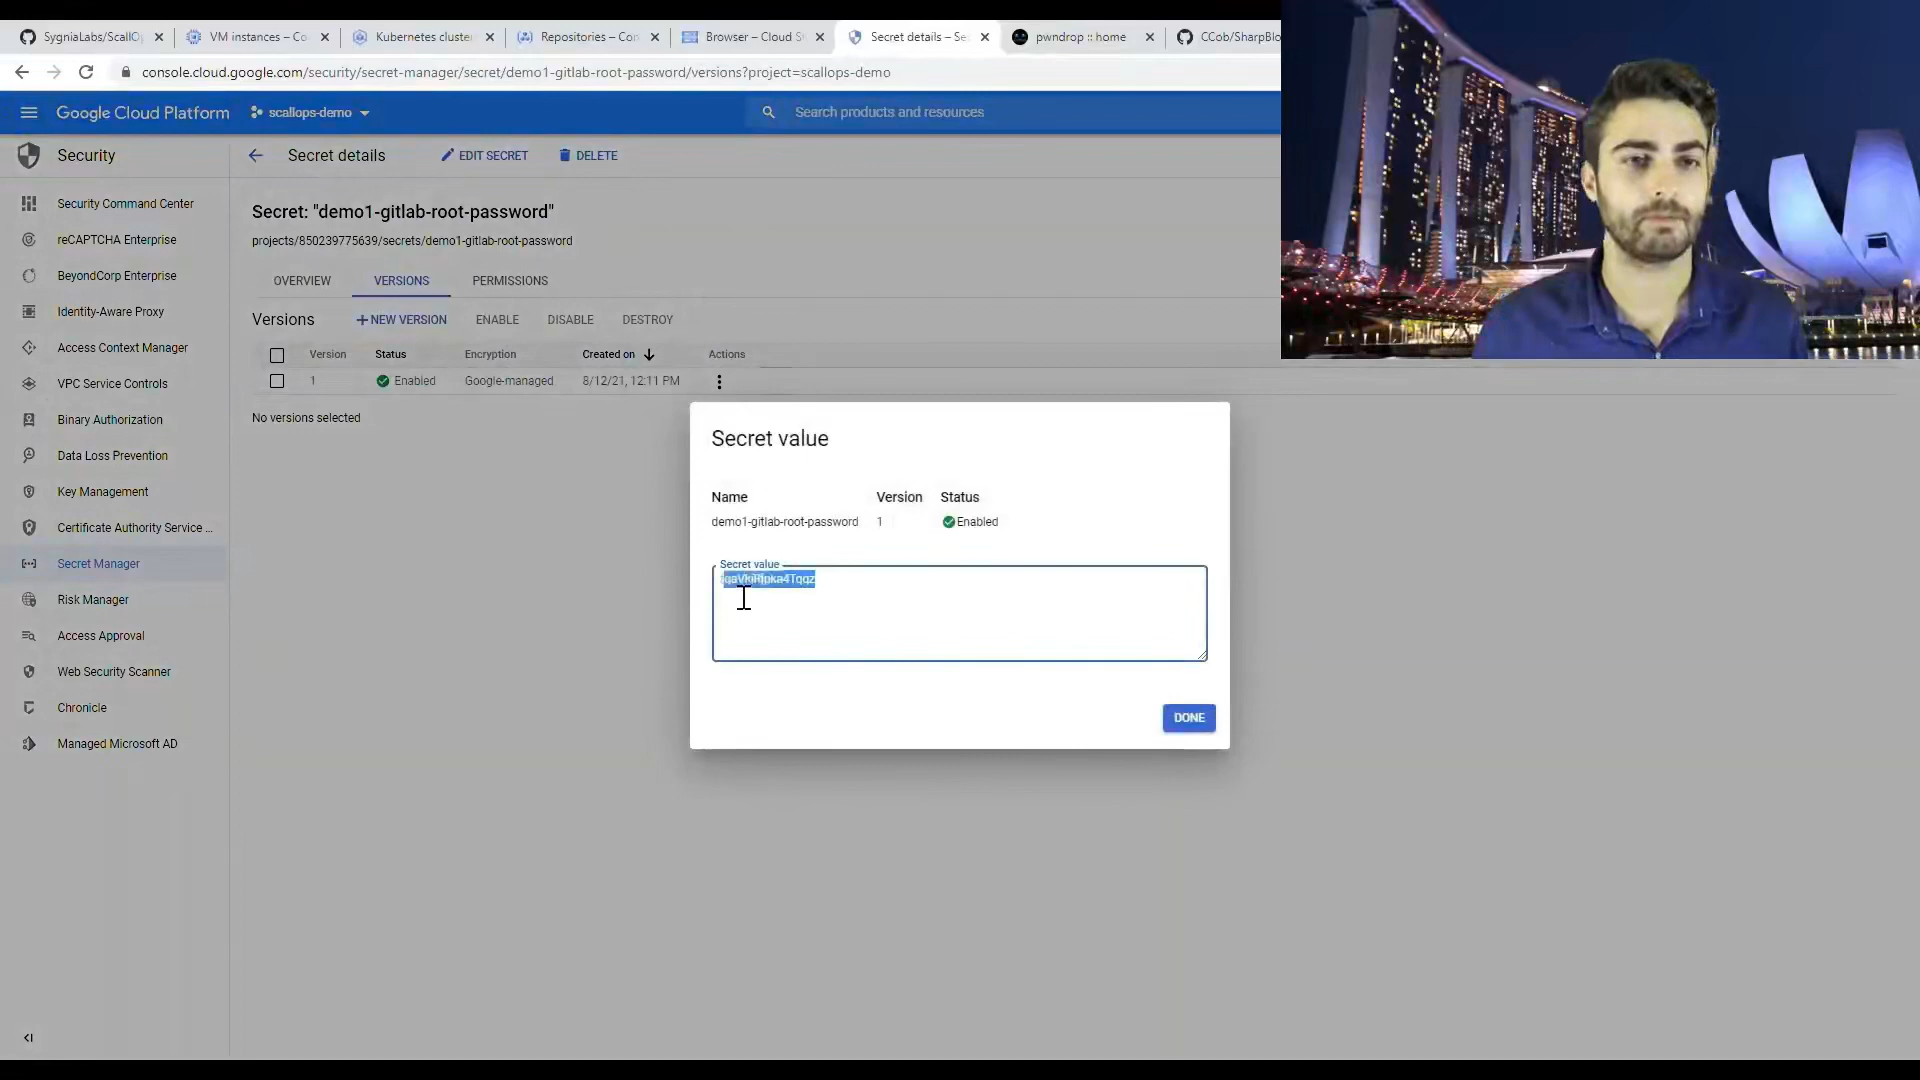 SygniaLabs/ScallO
VM instances – Co
Kubernetes cluster
Repositories – Con
Browser – Cloud S
Secret details – Se
pwndrop :: home
CCob/SharpBlo
console.cloud.google.com/security/secret-manager/secret/demo1-gitlab-root-password/versions?project=scallops-demo
Google Cloud Platform
scallops-demo
Search products and resources
Security
Secret details
EDIT SECRET
DELETE
Security Command Center
reCAPTCHA Enterprise
BeyondCorp Enterprise
Identity-Aware Proxy
Access Context Manager
VPC Service Controls
Binary Authorization
Data Loss Prevention
Key Management
Certificate Authority Service ...
Secret Manager
Risk Manager
Access Approval
Web Security Scanner
Chronicle
Managed Microsoft AD
Secret: "demo1-gitlab-root-password"
projects/850239775639/secrets/demo1-gitlab-root-password
OVERVIEW
VERSIONS
PERMISSIONS
Versions
NEW VERSION
ENABLE
DISABLE
DESTROY
Version
Status
Encryption
Created on
Actions
1
Enabled
Google-managed
8/12/21, 12:11 PM
No versions selected
Secret value
Name
Version
Status
demo1-gitlab-root-password
1
Enabled
Secret value
DONE